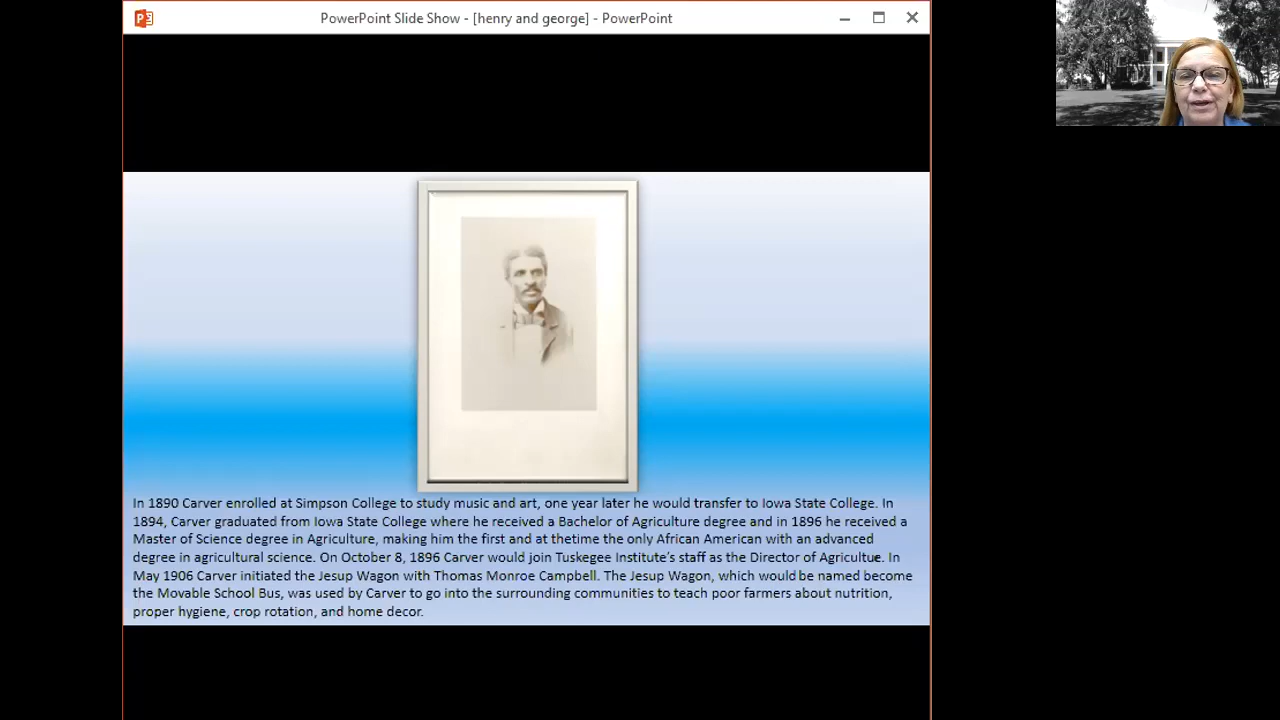 PowerPoint Slide Show - [henry and george] - PowerPoint
In 1890 Carver enrolled at Simpson College to study music and art, one year later he would transfer to Iowa State College. In
1894, Carver graduated from Iowa State College where he received a Bachelor of Agriculture degree and in 1896 he received a
Master of Science degree in Agriculture, making him the first and at thetime the only African American with an advanced
degree in agricultural science. On October 8, 1896 Carver would join Tuskegee Institute's staff as the Director of Agricultue. In
May 1906 Carver initiated the Jesup Wagon with Thomas Monroe Campbell. The Jesup Wagon, which would be named become
the Movable School Bus, was used by Carver to go into the surrounding communities to teach poor farmers about nutrition,
proper hygiene, crop rotation, and home decor.